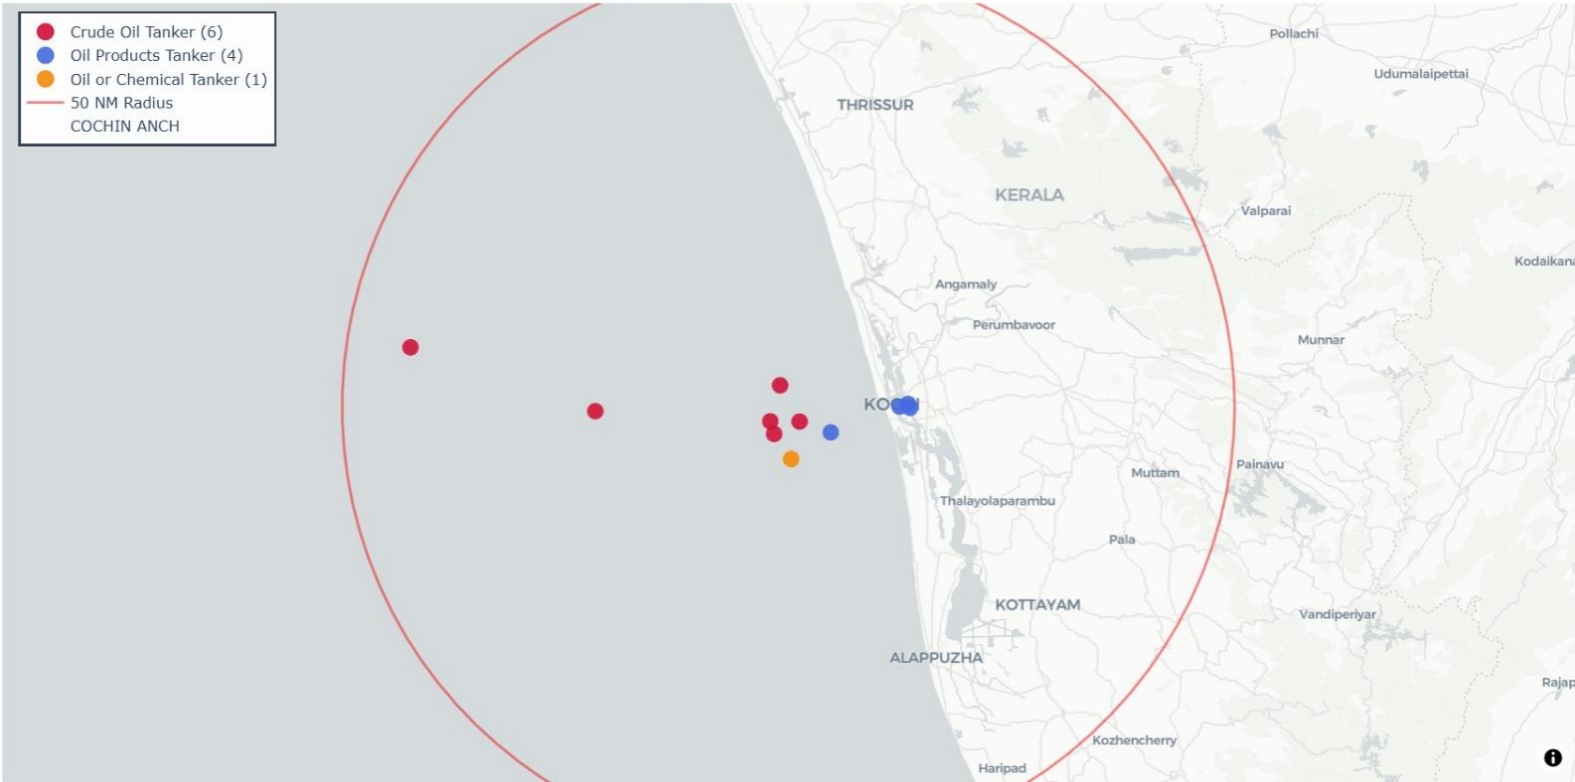 Crude Oil Tanker (6)
Oil Products Tanker (4)
Oil or Chemical Tanker (1)
50 NM Radius
COCHIN ANCH
Pollachi
Udumalaipettai
THRISSUR
KERALA
Valparai
Kodaikana
Angamaly
Perumbavoor
Munnar
Muttam
Painavu
Thalayolaparambu
Pala
KOTTAYAM
Vandiperiyar
ALAPPUZHA
Rajap
Kozhencherry
Haripad